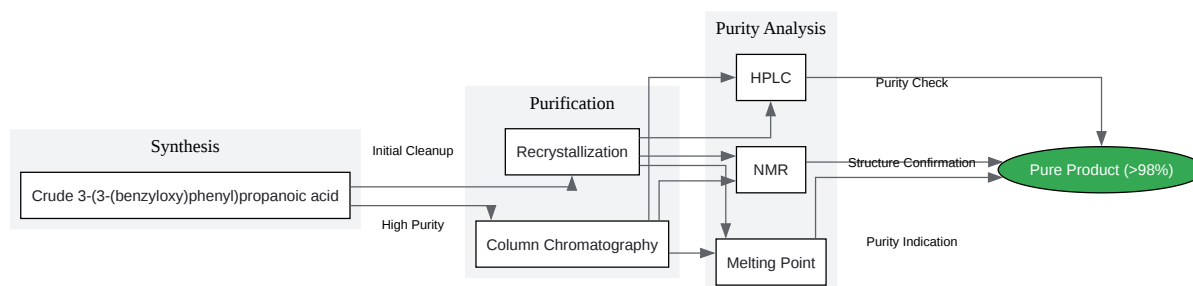 Synthesis
Crude 3-(3-(benzyloxy)phenyl)propanoic acid
Initial Cleanup
High Purity
Purification
Recrystallization
Column Chromatography
Purity Analysis
HPLC
NMR
Melting Point
Purity Check
Structure Confirmation
Purity Indication
Pure Product (>98%)